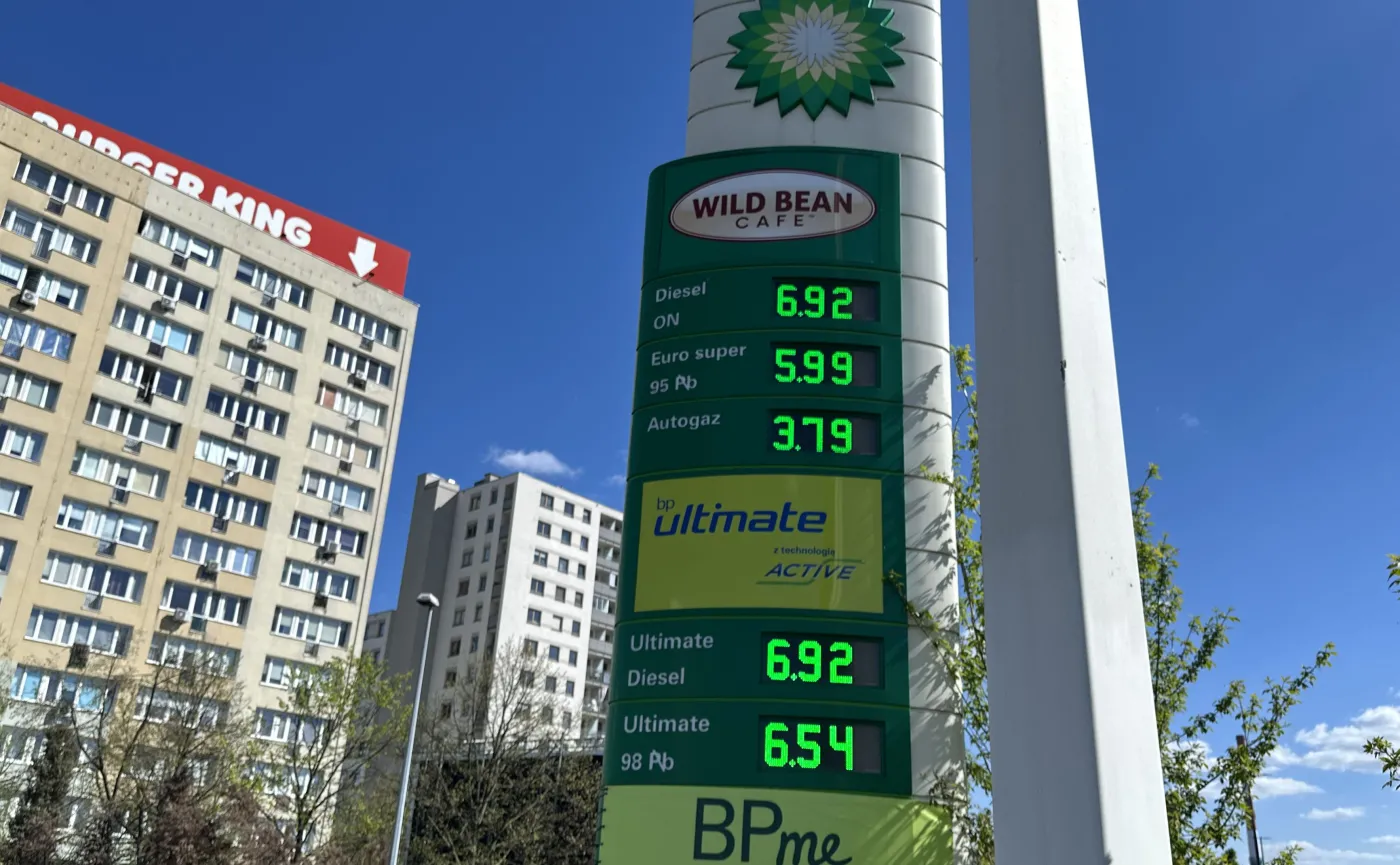 BURGER KING
WILD BEAN
CAFE™
Diesel
ON
6.92
Euro super
95 Pb
5.99
Autogaz
3.79
bp
ultimate
z technologią
ACTIVE
Ultimate
Diesel
6.92
Ultimate
98 Pb
6.54
BPme